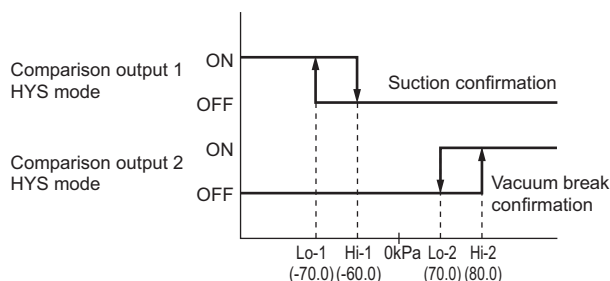 Comparison output 1
HYS mode
ON
OFF
Suction confirmation
Comparison output 2
HYS mode
ON
OFF
Vacuum break
confirmation
Lo-1 Hi-1 0kPa Lo-2 Hi-2
(-70.0) (-60.0) (70.0) (80.0)